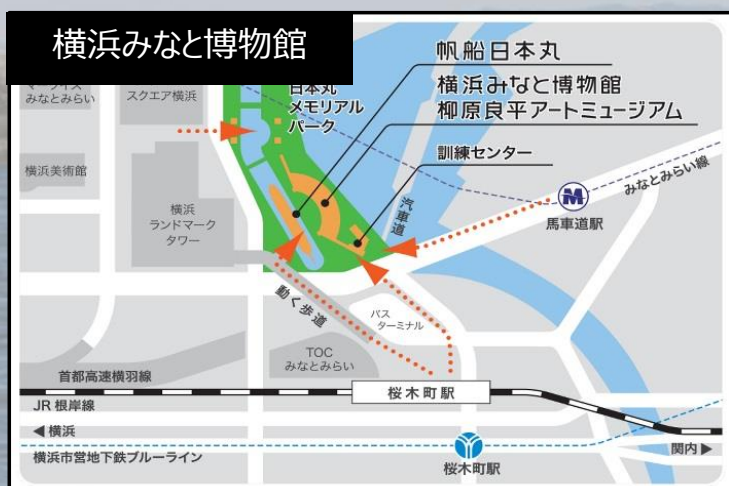 横浜みなと博物館
帆船日本丸
横浜みなと博物館
柳原良平アートミュージアム
訓練センター
日本丸
メモリアル
パーク
みなとみらい
スクエア横浜
横浜美術館
横浜
ランドマーク
タワー
汽車道
みなとみらい線
M
馬車道駅
動く歩道
バス
ターミナル
TOC
みなとみらい
首都高速横羽線
桜木町駅
JR 根岸線
◀横浜
関内▶
横浜市営地下鉄ブルーライン
桜木町駅